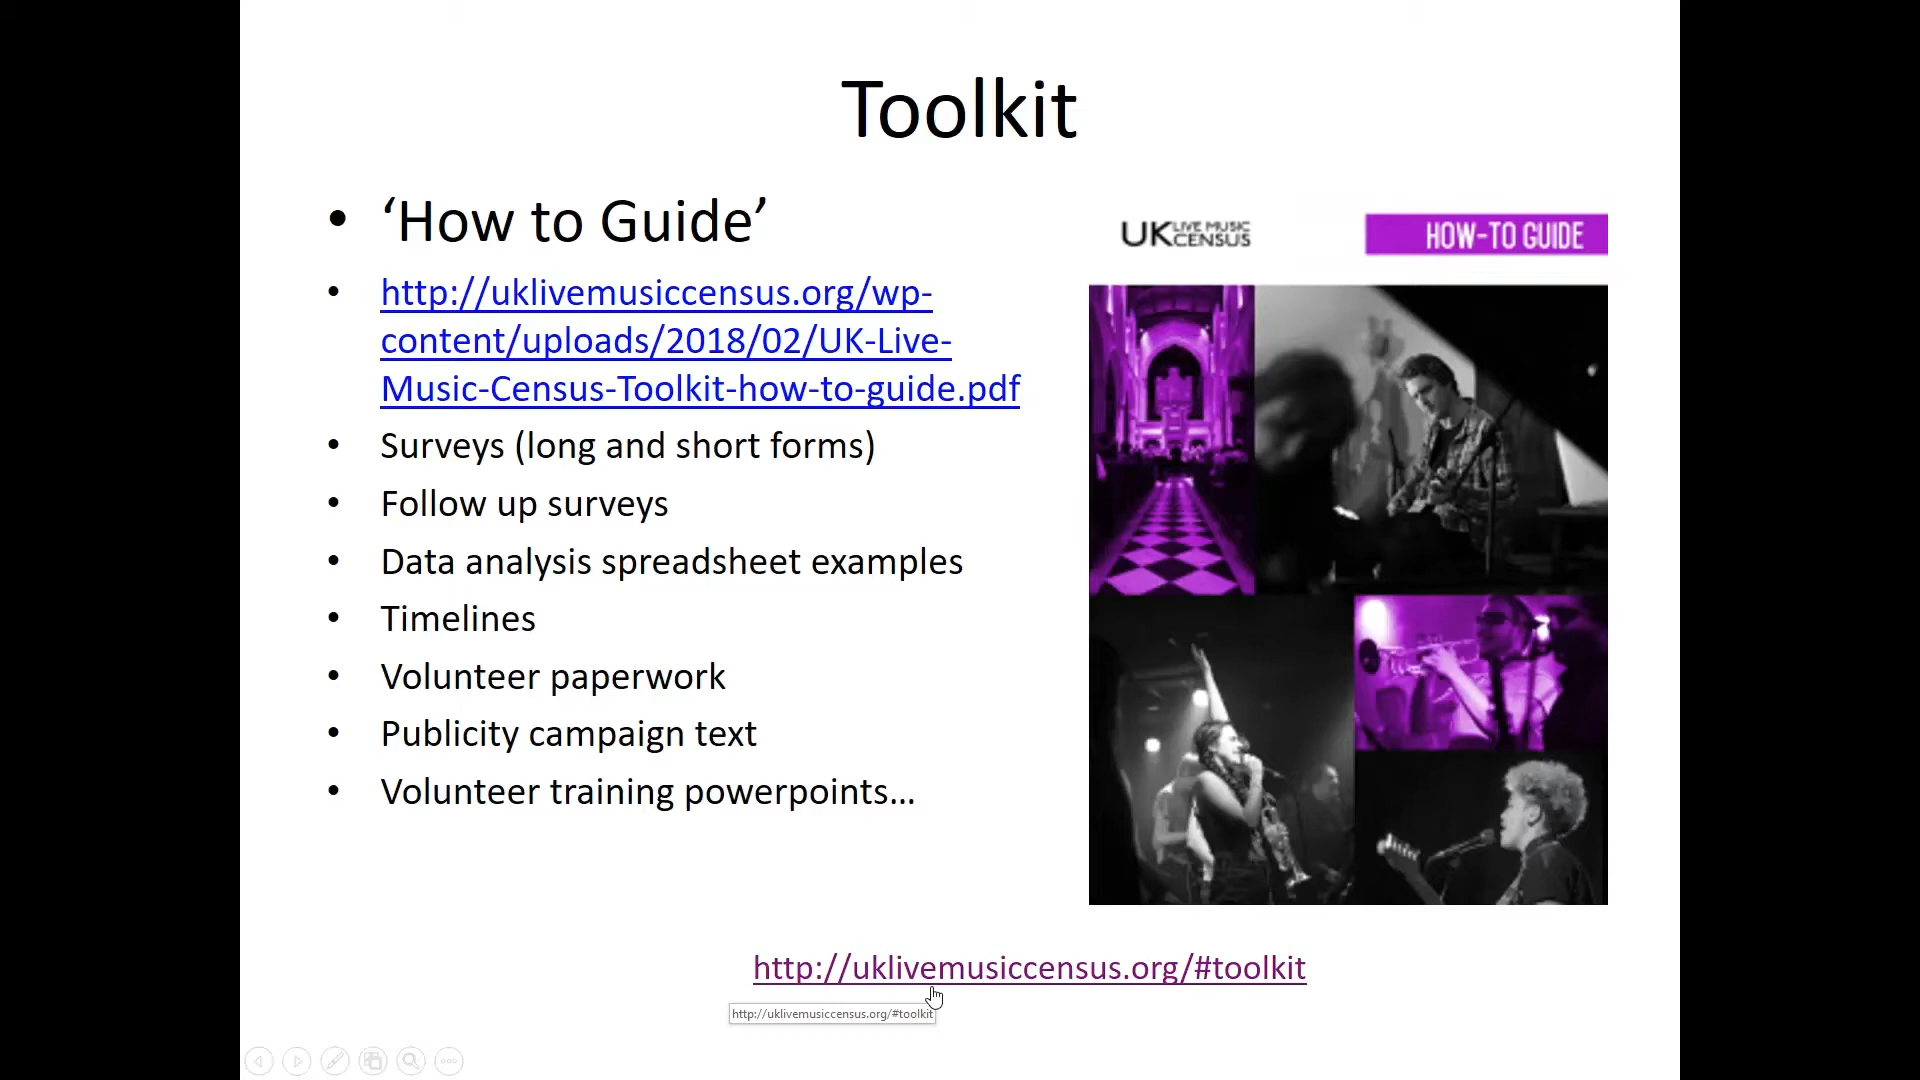 Toolkit
• ‘How to Guide’
• http://uklivemusiccensus.org/wp-
content/uploads/2018/02/UK-Live-
Music-Census-Toolkit-how-to-guide.pdf
• Surveys (long and short forms)
• Follow up surveys
• Data analysis spreadsheet examples
• Timelines
• Volunteer paperwork
• Publicity campaign text
• Volunteer training powerpoints…
UK LIVE MUSIC CENSUS
HOW-TO GUIDE
http://uklivemusiccensus.org/#toolkit
http://uklivemusiccensus.org/#toolkit